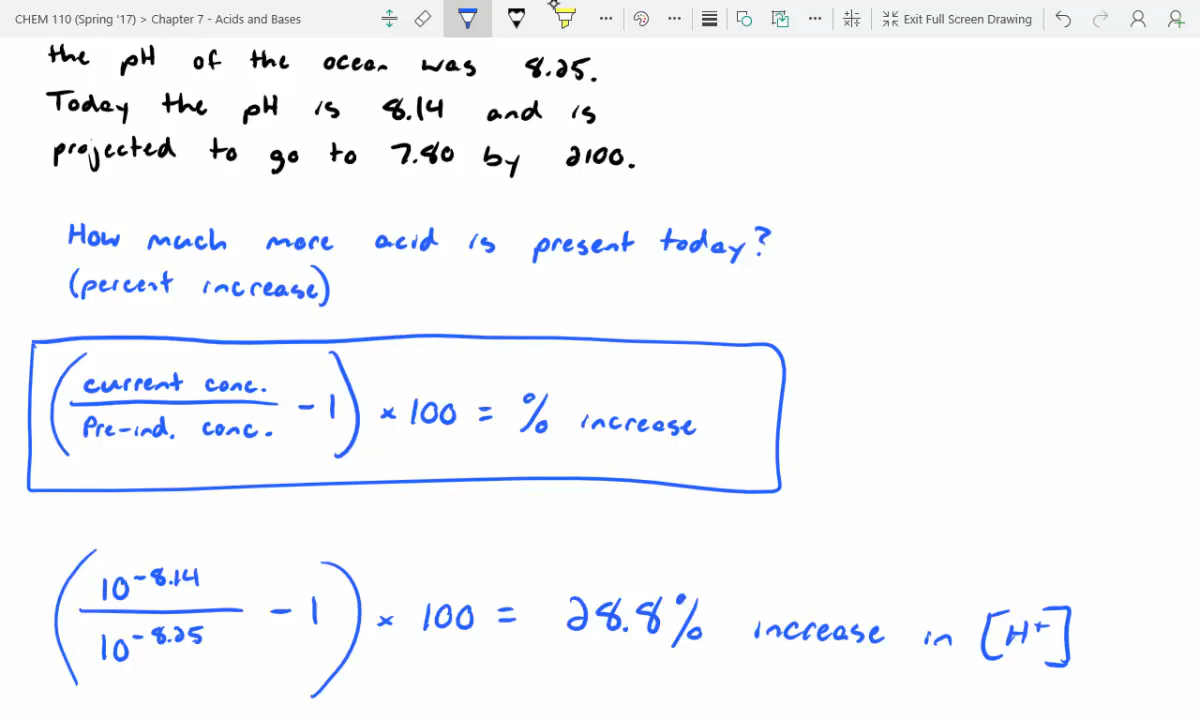 CHEM 110 (Spring '17) > Chapter 7 - Acids and Bases
Exit Full Screen Drawing
the pH of the ocean was 8.25.
Today the pH is 8.14 and is
projected to go to 7.80 by 2100.
How much more acid is present today?
(percent increase)
(current conc. / Pre-ind. conc. - 1) × 100 = % increase
(10^-8.14 / 10^-8.25 - 1) × 100 = 28.8% increase in [H+]